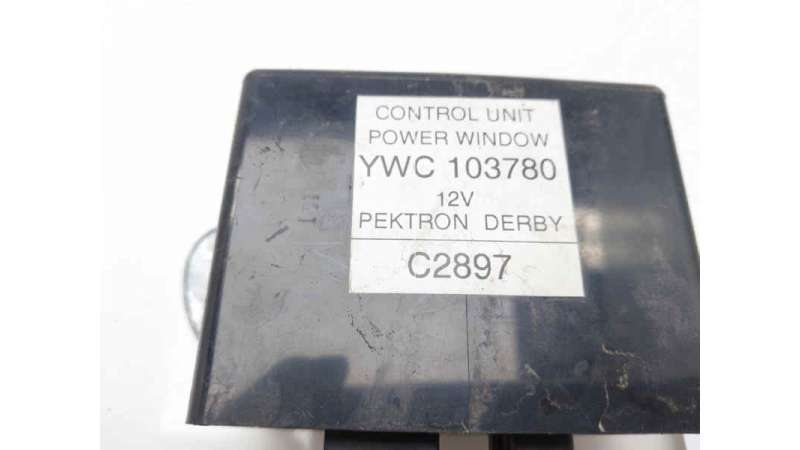 CONTROL UNIT
POWER WINDOW
YWC 103780
12V
PEKTRON DERBY
C2897